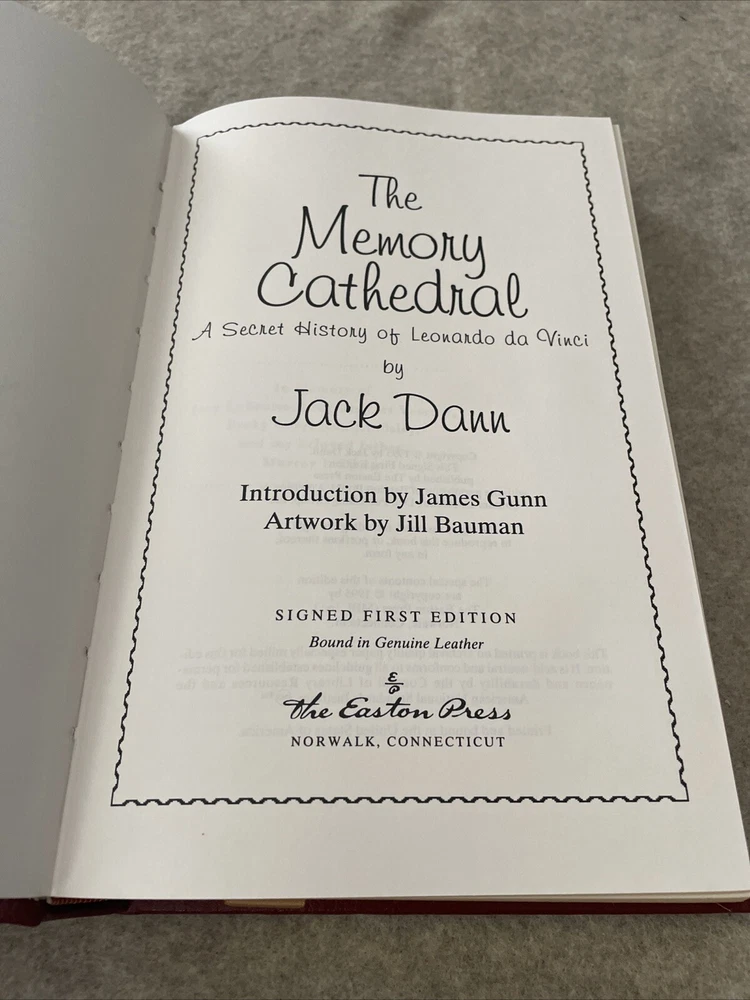 The
Memory
Cathedral
A Secret History of Leonardo da Vinci
by
Jack Dann
Introduction by James Gunn
Artwork by Jill Bauman
SIGNED FIRST EDITION
Bound in Genuine Leather
E/P
The Easton Press
NORWALK, CONNECTICUT